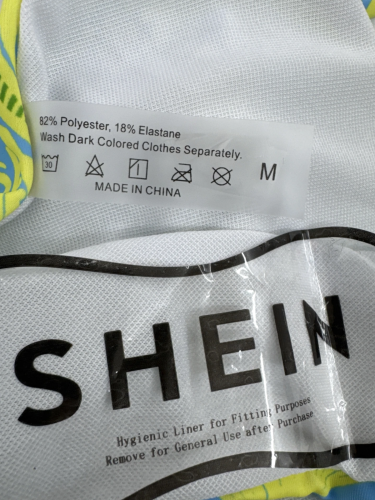 82% Polyester, 18% Elastane
Wash Dark Colored Clothes Separately.
30
M
MADE IN CHINA
SHEIN
Hygienic Liner for Fitting Purposes
Remove for General Use after Purchase